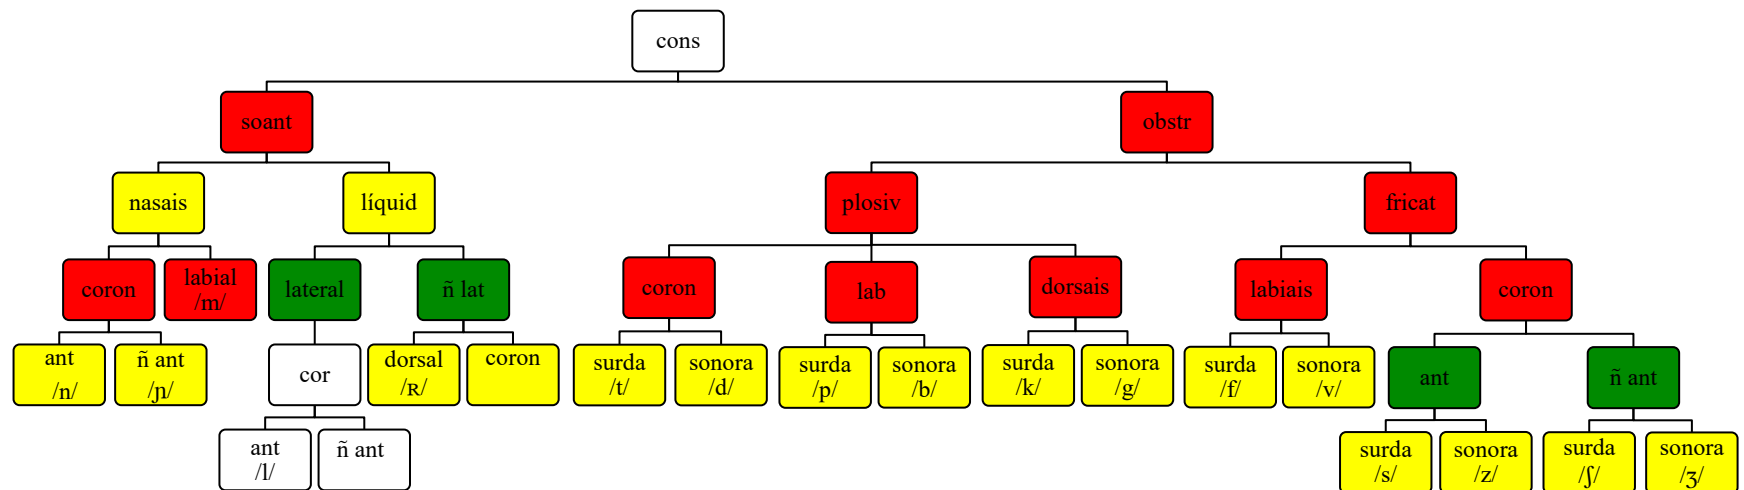 cons
soant
obstr
nasais
líquid
plosiv
fricat
coron
labial
/m/
lateral
ñ lat
coron
lab
dorsais
labiais
coron
ant
/n/
ñ ant
/ɲ/
cor
dorsal
/ʀ/
coron
surda
/t/
sonora
/d/
surda
/p/
sonora
/b/
surda
/k/
sonora
/g/
surda
/f/
sonora
/v/
ant
ñ ant
ant
/l/
ñ ant
surda
/s/
sonora
/z/
surda
/ʃ/
sonora
/ʒ/